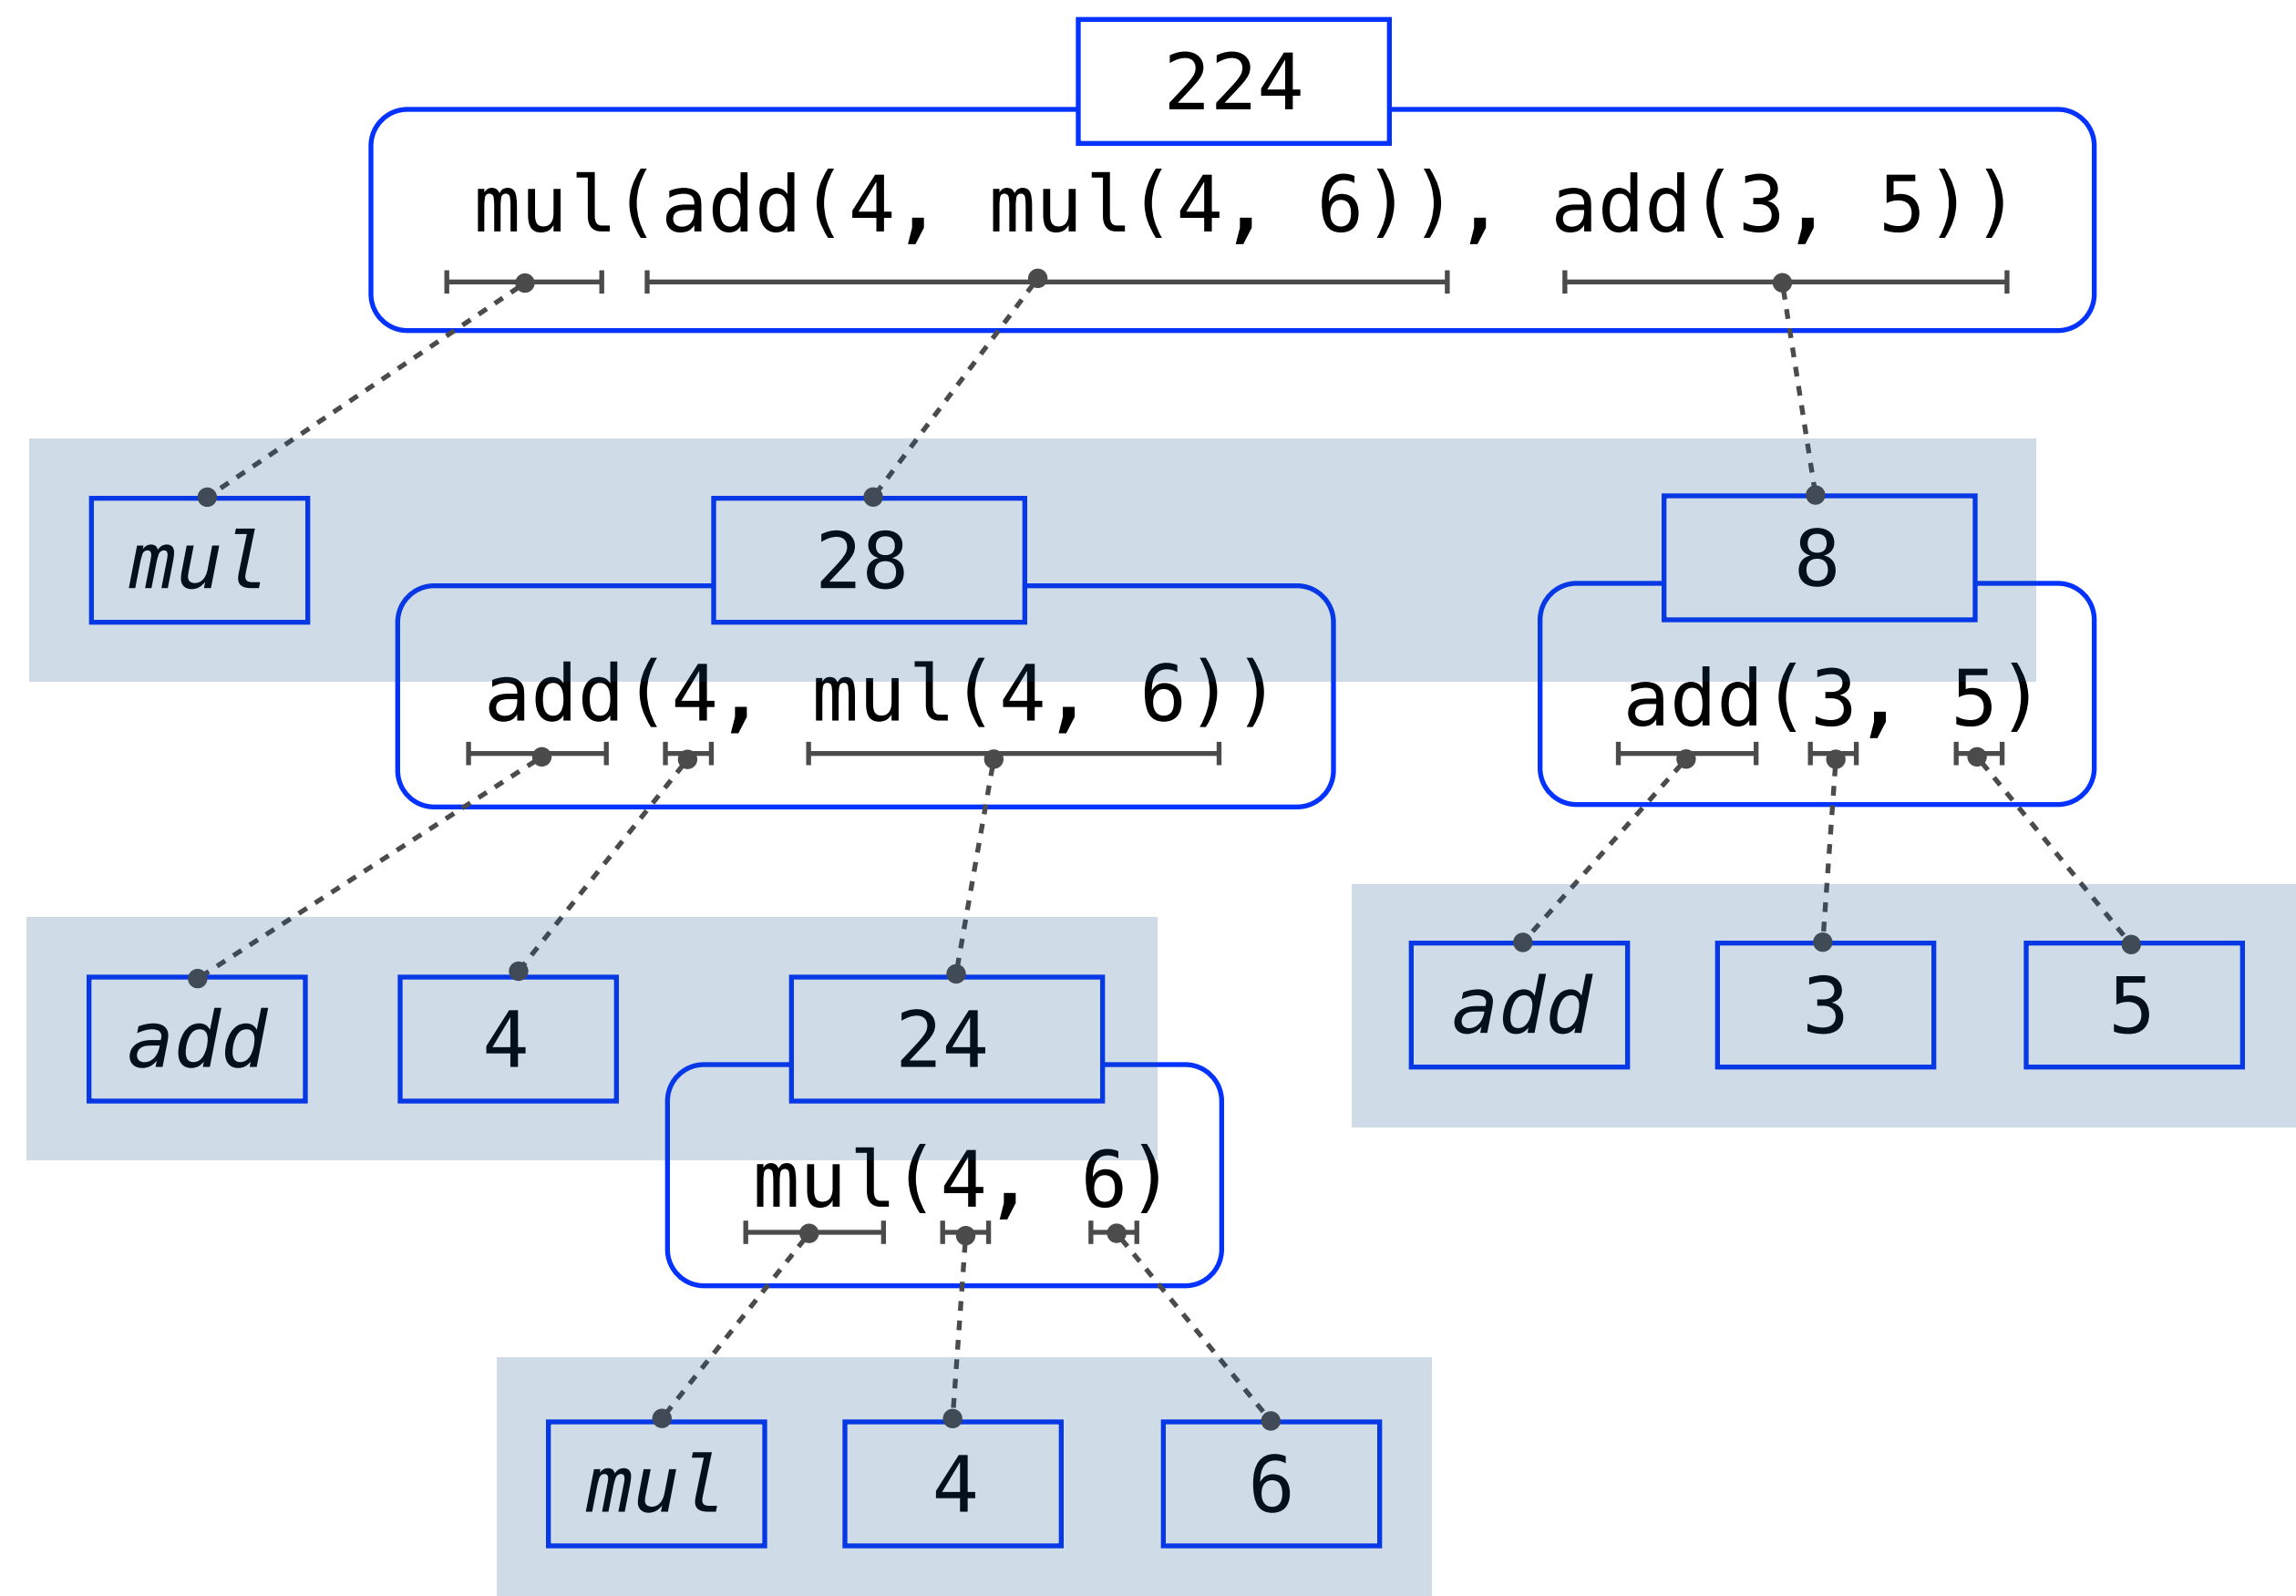 224
mul(add(4, mul(4, 6)), add(3, 5))
mul
28
8
add(4, mul(4, 6))
add(3, 5)
add
4
24
add
3
5
mul(4, 6)
mul
4
6